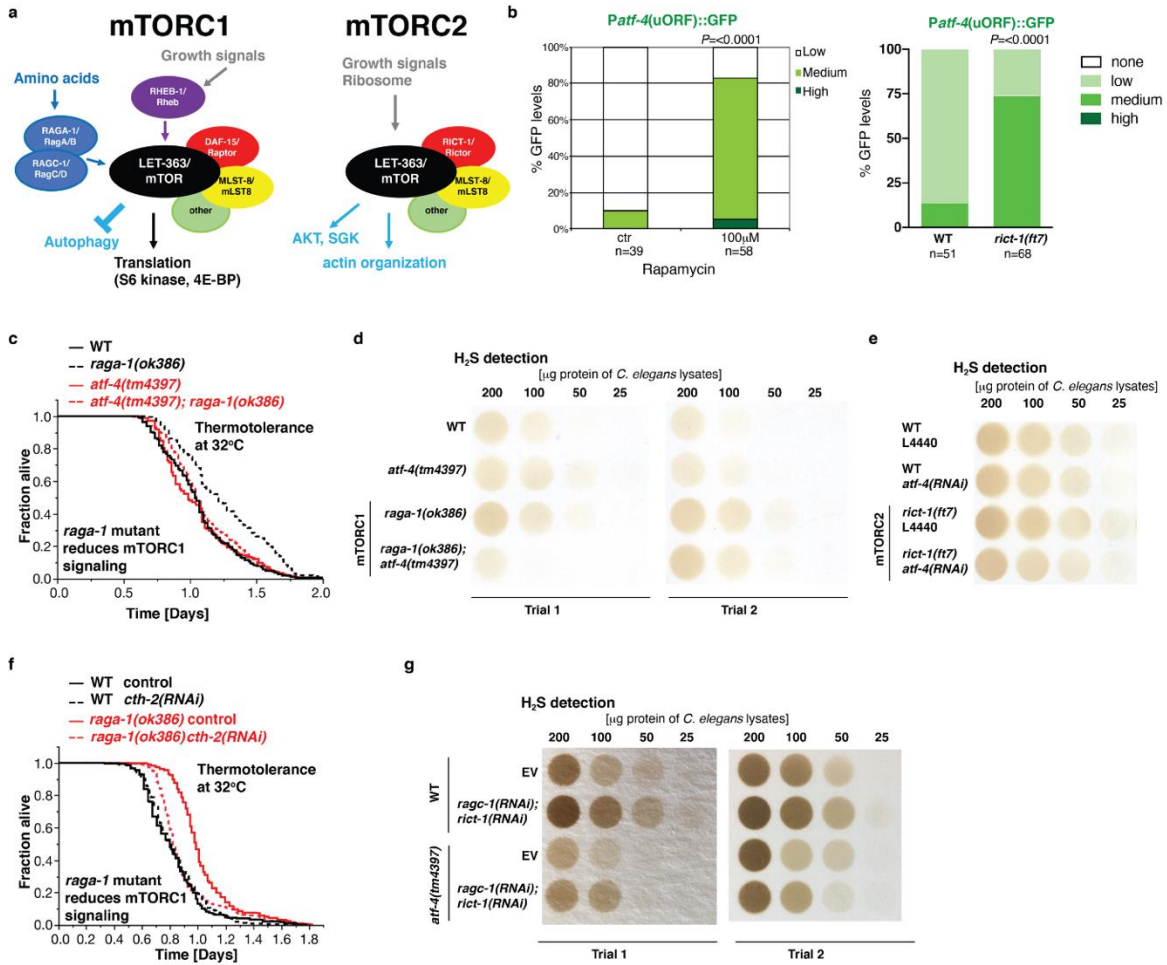 a
mTORC1
Growth signals
Amino acids
RHEB-1/
Rheb
RAGA-1/
RagA/B
RAGC-1/
RagC/D
DAF-15/
Raptor
LET-363/
mTOR
MLST-8/
mLST8
other
Autophagy
Translation
(S6 kinase, 4E-BP)
mTORC2
Growth signals
Ribosome
RICT-1/
Rictor
LET-363/
mTOR
MLST-8/
mLST8
other
AKT, SGK
actin organization
b
Patf-4(uORF)::GFP
P=<0.0001
Low
Medium
High
% GFP levels
100%
80%
60%
40%
20%
0%
ctr
n=39
100µM
n=58
Rapamycin
Patf-4(uORF)::GFP
P=<0.0001
none
low
medium
high
% GFP levels
100
75
50
25
0
WT
n=51
rict-1(ft7)
n=68
c
WT
raga-1(ok386)
atf-4(tm4397)
atf-4(tm4397); raga-1(ok386)
Thermotolerance
at 32°C
raga-1 mutant
reduces mTORC1
signaling
Fraction alive
1.0
0.8
0.6
0.4
0.2
0.0
0.0 0.5 1.0 1.5 2.0
Time [Days]
d
H2S detection
[µg protein of C. elegans lysates]
200 100 50 25 200 100 50 25
WT
atf-4(tm4397)
raga-1(ok386)
raga-1(ok386);
atf-4(tm4397)
mTORC1
Trial 1 Trial 2
e
H2S detection
[µg protein of C. elegans lysates]
200 100 50 25
WT
L4440
WT
atf-4(RNAi)
rict-1(ft7)
L4440
rict-1(ft7)
atf-4(RNAi)
mTORC2
f
WT control
WT cth-2(RNAi)
raga-1(ok386) control
raga-1(ok386)cth-2(RNAi)
Thermotolerance
at 32°C
raga-1 mutant
reduces mTORC1
signaling
Fraction alive
1.0
0.8
0.6
0.4
0.2
0.0
0.0 0.2 0.4 0.6 0.8 1.0 1.2 1.4 1.6 1.8
Time [Days]
g
H2S detection
[µg protein of C. elegans lysates]
200 100 50 25 200 100 50 25
WT
EV
ragc-1(RNAi);
rict-1(RNAi)
atf-4(tm4397)
EV
ragc-1(RNAi);
rict-1(RNAi)
Trial 1 Trial 2